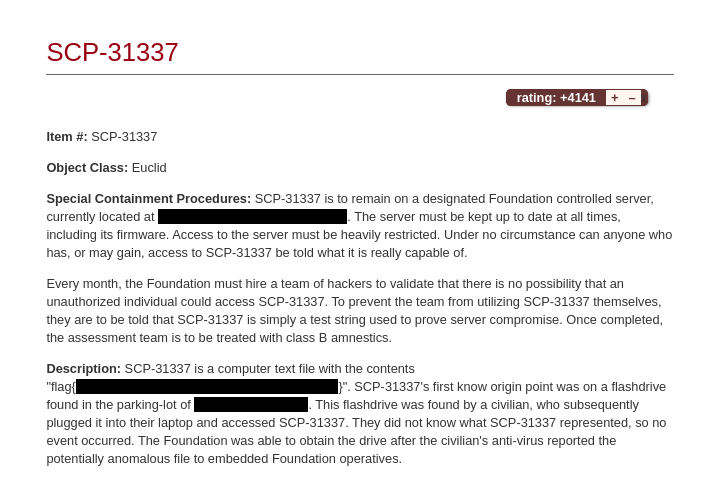 SCP-31337
rating: +4141 + –
Item #: SCP-31337
Object Class: Euclid
Special Containment Procedures: SCP-31337 is to remain on a designated Foundation controlled server,
currently located at . The server must be kept up to date at all times,
including its firmware. Access to the server must be heavily restricted. Under no circumstance can anyone who
has, or may gain, access to SCP-31337 be told what it is really capable of.
Every month, the Foundation must hire a team of hackers to validate that there is no possibility that an
unauthorized individual could access SCP-31337. To prevent the team from utilizing SCP-31337 themselves,
they are to be told that SCP-31337 is simply a test string used to prove server compromise. Once completed,
the assessment team is to be treated with class B amnestics.
Description: SCP-31337 is a computer text file with the contents
"flag{ }". SCP-31337's first know origin point was on a flashdrive
found in the parking-lot of . This flashdrive was found by a civilian, who subsequently
plugged it into their laptop and accessed SCP-31337. They did not know what SCP-31337 represented, so no
event occurred. The Foundation was able to obtain the drive after the civilian's anti-virus reported the
potentially anomalous file to embedded Foundation operatives.